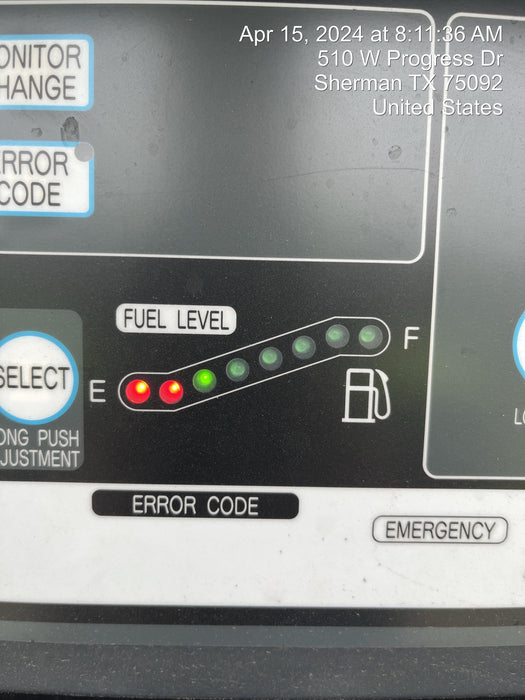 Apr 15, 2024 at 8:11:36 AM
510 W Progress Dr
Sherman TX 75092
United States
ONITOR
HANGE
ERROR
CODE
FUEL LEVEL
F
E
SELECT
ONG PUSH
JUSTMENT
ERROR CODE
EMERGENCY